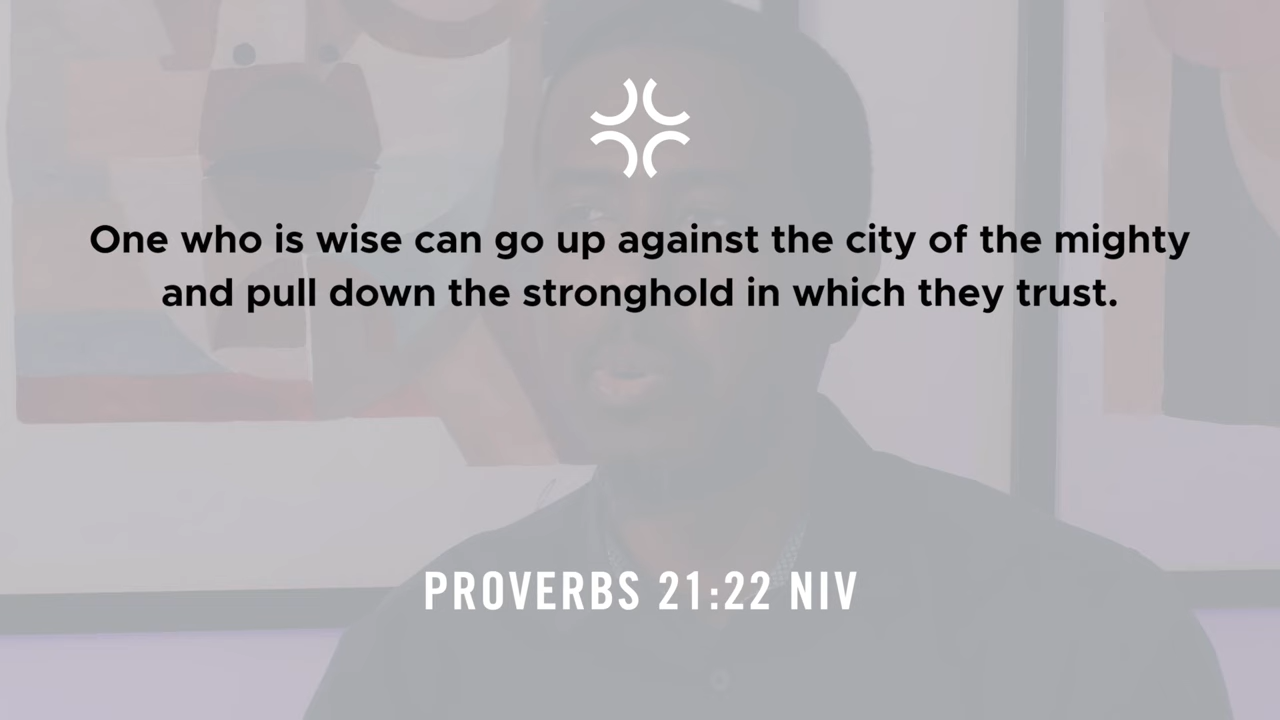 One who is wise can go up against the city of the mighty
and pull down the stronghold in which they trust.
PROVERBS 21:22 NIV